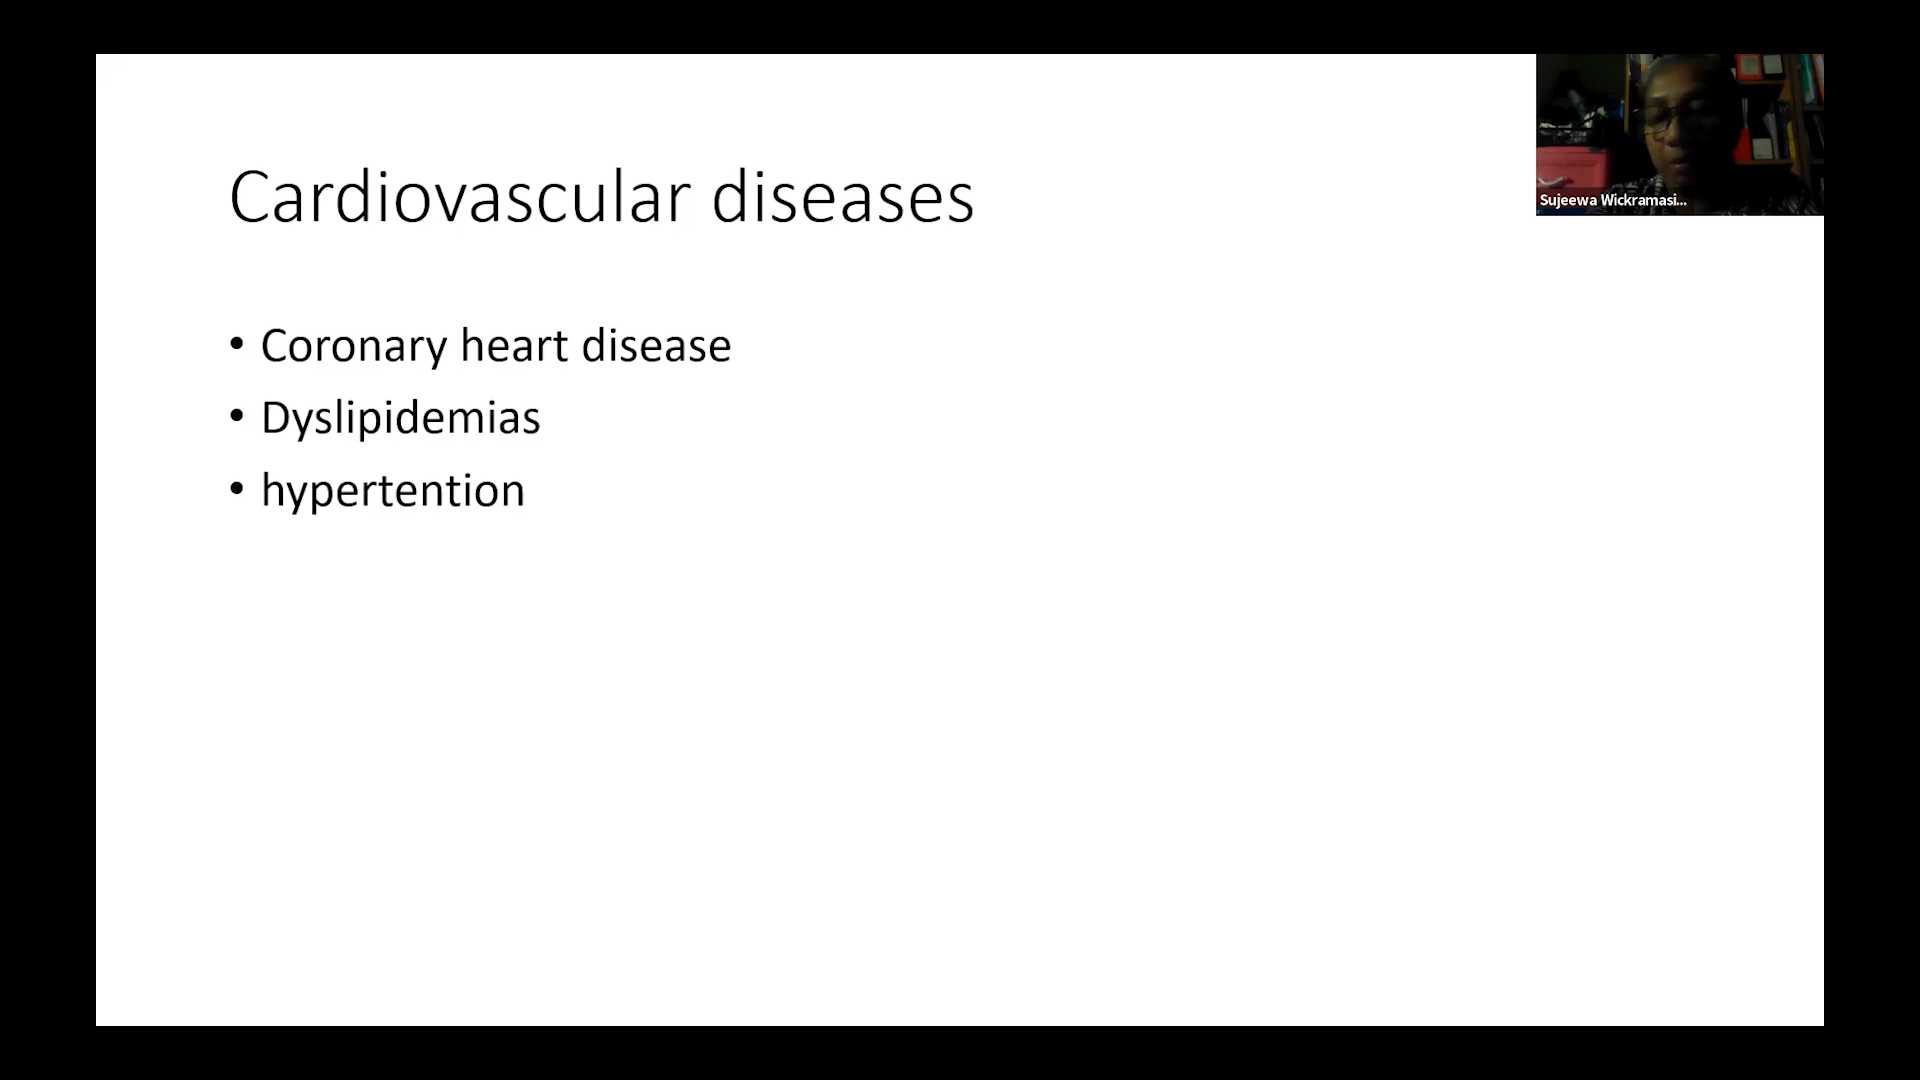 Cardiovascular diseases
• Coronary heart disease
• Dyslipidemias
• hypertention
Sujeewa Wickramasi...